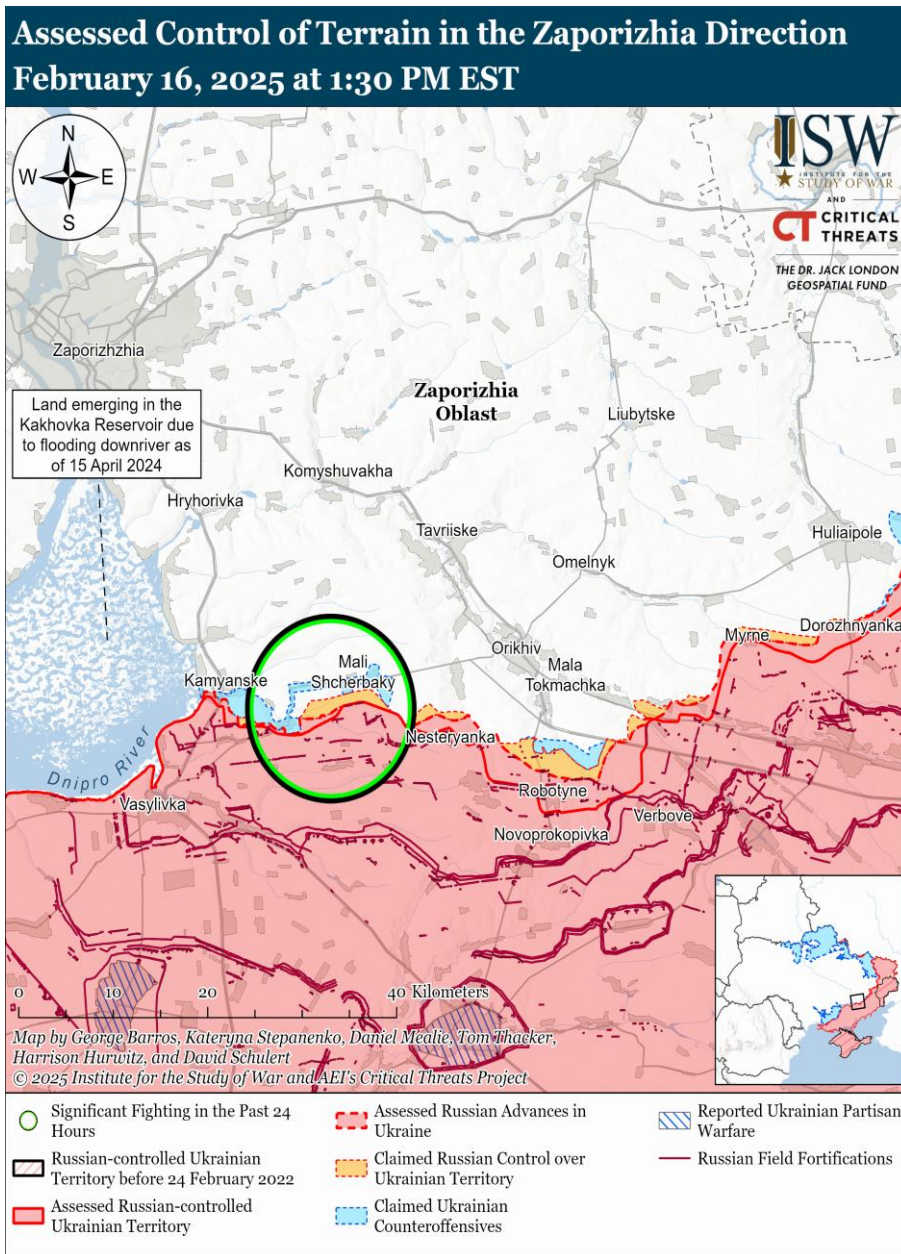 Assessed Control of Terrain in the Zaporizhia Direction
February 16, 2025 at 1:30 PM EST
N
W
E
S
ISW
INSTITUTE FOR THE
STUDY OF WAR
AND
CT CRITICAL
THREATS
THE DR. JACK LONDON
GEOSPATIAL FUND
Zaporizhzhia
Land emerging in the
Kakhovka Reservoir due
to flooding downriver as
of 15 April 2024
Zaporizhia
Oblast
Liubytske
Komyshuvakha
Hryhorivka
Tavriiske
Huliaipole
Omelnyk
Dorozhnyanka
Myrne
Orikhiv
Mali
Shcherbaky
Mala
Tokmachka
Kamyanske
Nesteryanka
Dnipro River
Vasylivka
Robotyne
Verbove
Novoprokopivka
0 10 20 40 Kilometers
Map by George Barros, Kateryna Stepanenko, Daniel Mealie, Tom Thacker,
Harrison Hurwitz, and David Schulert
© 2025 Institute for the Study of War and AEI's Critical Threats Project
Significant Fighting in the Past 24
Hours
Russian-controlled Ukrainian
Territory before 24 February 2022
Assessed Russian-controlled
Ukrainian Territory
Assessed Russian Advances in
Ukraine
Claimed Russian Control over
Ukrainian Territory
Claimed Ukrainian
Counteroffensives
Reported Ukrainian Partisan
Warfare
Russian Field Fortifications